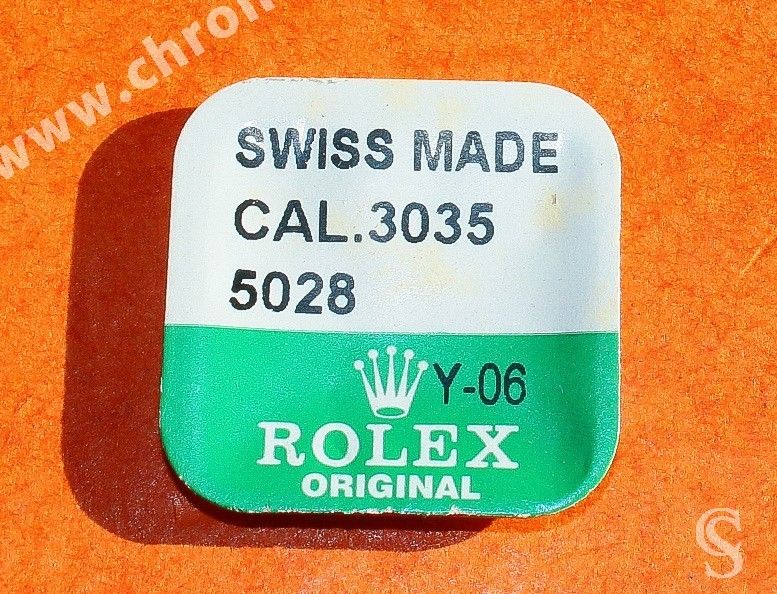 www.chron
SWISS MADE
CAL.3035
5028
Y-06
ROLEX
ORIGINAL